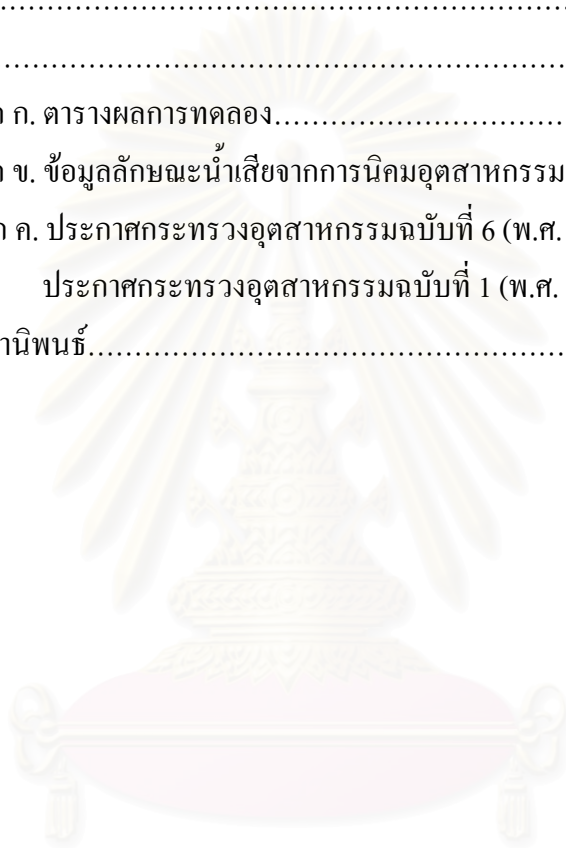 ................................................................
................................................................
ก. ตารางผลการทดลอง................................
ข. ข้อมูลลักษณะน้ำเสียจากการนิคมอุตสาหกรรม
ค. ประกาศกระทรวงอุตสาหกรรมฉบับที่ 6 (พ.ศ.
ประกาศกระทรวงอุตสาหกรรมฉบับที่ 1 (พ.ศ.
านิพนธ์................................................................